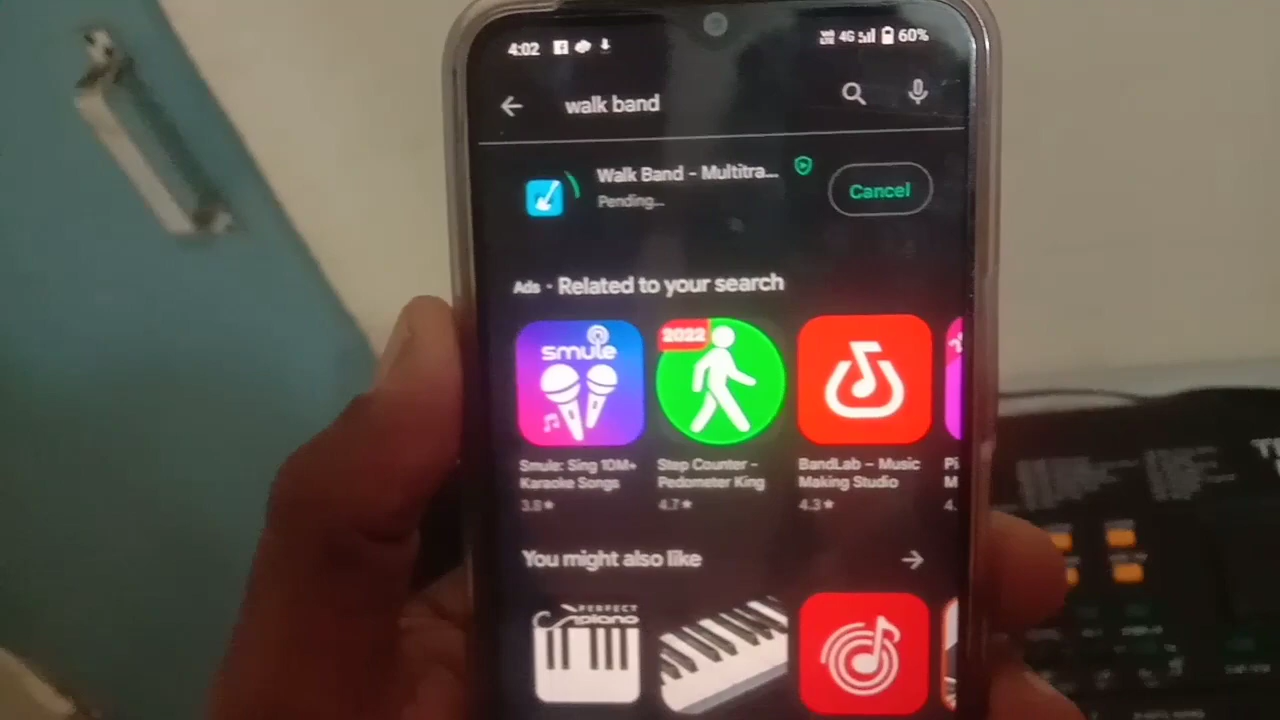 4:02
4G 60%
walk band
Walk Band - Multitra...
Pending...
Cancel
Ads · Related to your search
2022
smule
Smule: Sing 10M+
Karaoke Songs
3.8★
Step Counter -
Pedometer King
4.7★
BandLab – Music
Making Studio
4.3★
Pi
M
4.
You might also like
PERFECT
piano